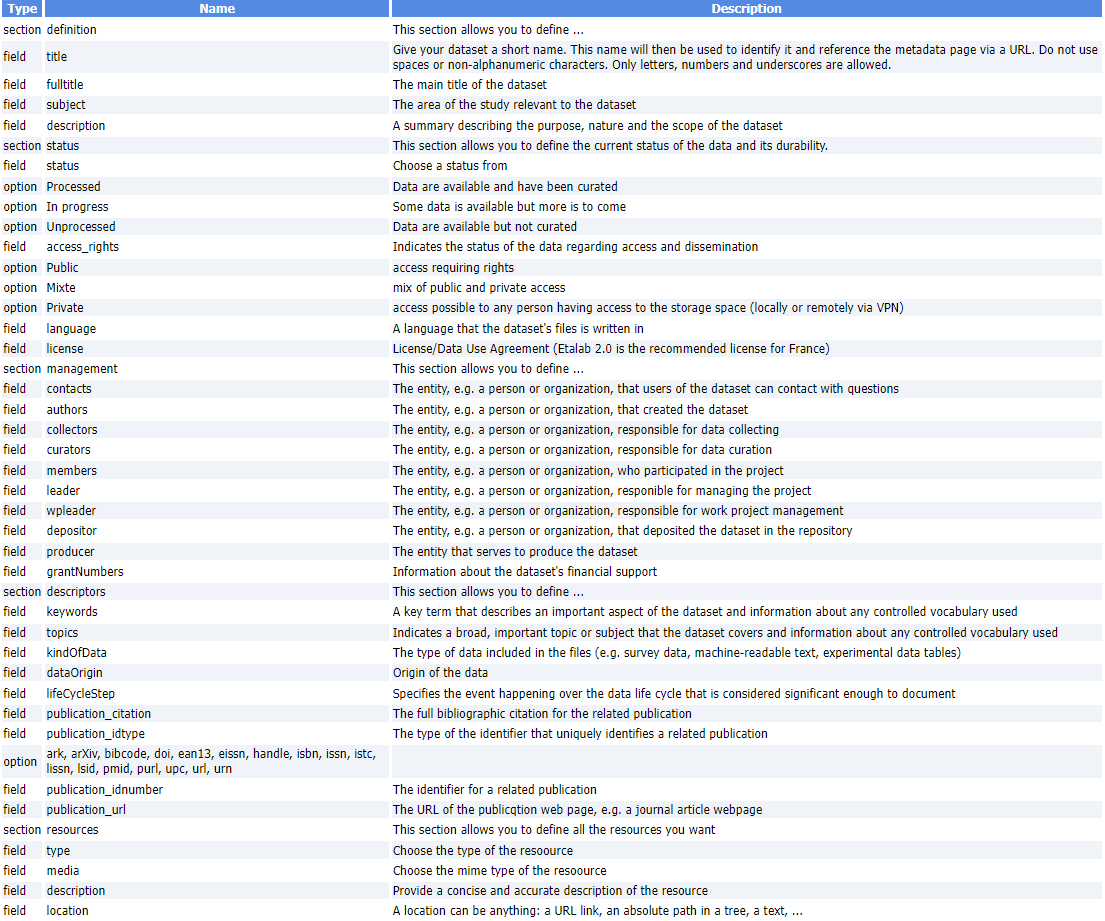 Type Name Description
section definition This section allows you to define ...
field title Give your dataset a short name. This name will then be used to identify it and reference the metadata page via a URL. Do not use
spaces or non-alphanumeric characters. Only letters, numbers and underscores are allowed.
field fulltitle The main title of the dataset
field subject The area of the study relevant to the dataset
field description A summary describing the purpose, nature and the scope of the dataset
section status This section allows you to define the current status of the data and its durability.
field status Choose a status from
option Processed Data are available and have been curated
option In progress Some data is available but more is to come
option Unprocessed Data are available but not curated
field access_rights Indicates the status of the data regarding access and dissemination
option Public access requiring rights
option Mixte mix of public and private access
option Private access possible to any person having access to the storage space (locally or remotely via VPN)
field language A language that the dataset's files is written in
field license License/Data Use Agreement (Etalab 2.0 is the recommended license for France)
section management This section allows you to define ...
field contacts The entity, e.g. a person or organization, that users of the dataset can contact with questions
field authors The entity, e.g. a person or organization, that created the dataset
field collectors The entity, e.g. a person or organization, responsible for data collecting
field curators The entity, e.g. a person or organization, responsible for data curation
field members The entity, e.g. a person or organization, who participated in the project
field leader The entity, e.g. a person or organization, responible for managing the project
field wpleader The entity, e.g. a person or organization, responsible for work project management
field depositor The entity, e.g. a person or organization, that deposited the dataset in the repository
field producer The entity that serves to produce the dataset
field grantNumbers Information about the dataset's financial support
section descriptors This section allows you to define ...
field keywords A key term that describes an important aspect of the dataset and information about any controlled vocabulary used
field topics Indicates a broad, important topic or subject that the dataset covers and information about any controlled vocabulary used
field kindOfData The type of data included in the files (e.g. survey data, machine-readable text, experimental data tables)
field dataOrigin Origin of the data
field lifeCycleStep Specifies the event happening over the data life cycle that is considered significant enough to document
field publication_citation The full bibliographic citation for the related publication
field publication_idtype The type of the identifier that uniquely identifies a related publication
option ark, arXiv, bibcode, doi, ean13, eissn, handle, isbn, issn, istc,
lissn, lsid, pmid, purl, upc, url, urn
field publication_idnumber The identifier for a related publication
field publication_url The URL of the publicqtion web page, e.g. a journal article webpage
section resources This section allows you to define all the resources you want
field type Choose the type of the resoource
field media Choose the mime type of the resoource
field description Provide a concise and accurate description of the resource
field location A location can be anything: a URL link, an absolute path in a tree, a text, ...